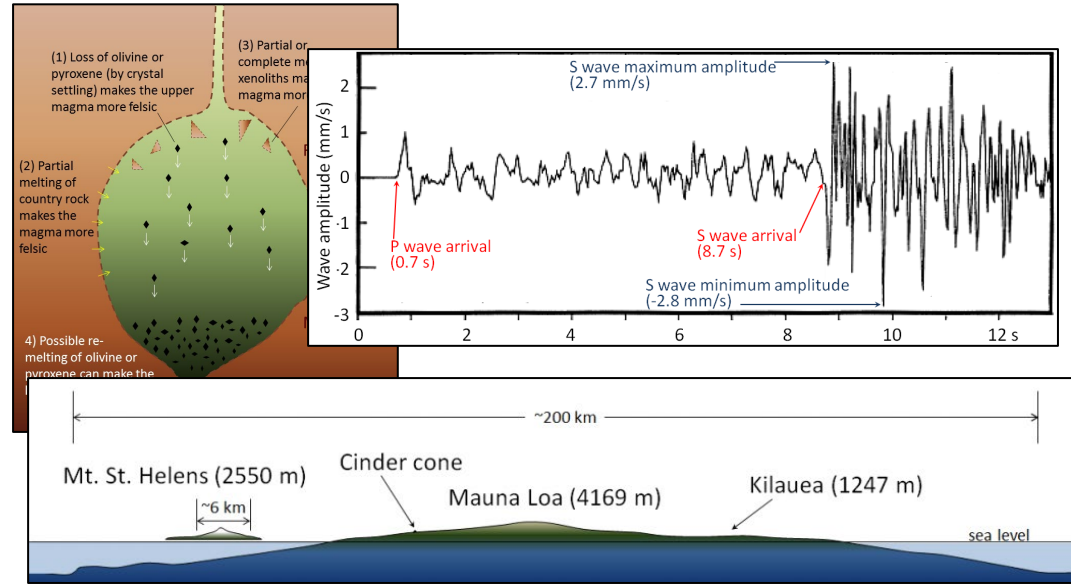 (1) Loss of olivine or
pyroxene (by crystal
settling) makes the upper
magma more felsic
(3) Partial or
complete
xenoliths
magma more
(2) Partial
melting of
country rock
makes the
magma more
felsic
4) Possible re-
melting of olivine or
pyroxene can make the
Wave amplitude (mm/s)
2
1
0
-1
-2
-3
S wave maximum amplitude
(2.7 mm/s)
P wave arrival
(0.7 s)
S wave arrival
(8.7 s)
S wave minimum amplitude
(-2.8 mm/s)
0
2
4
6
8
10
12 s
~200 km
Mt. St. Helens (2550 m)
~6 km
Cinder cone
Mauna Loa (4169 m)
Kilauea (1247 m)
sea level